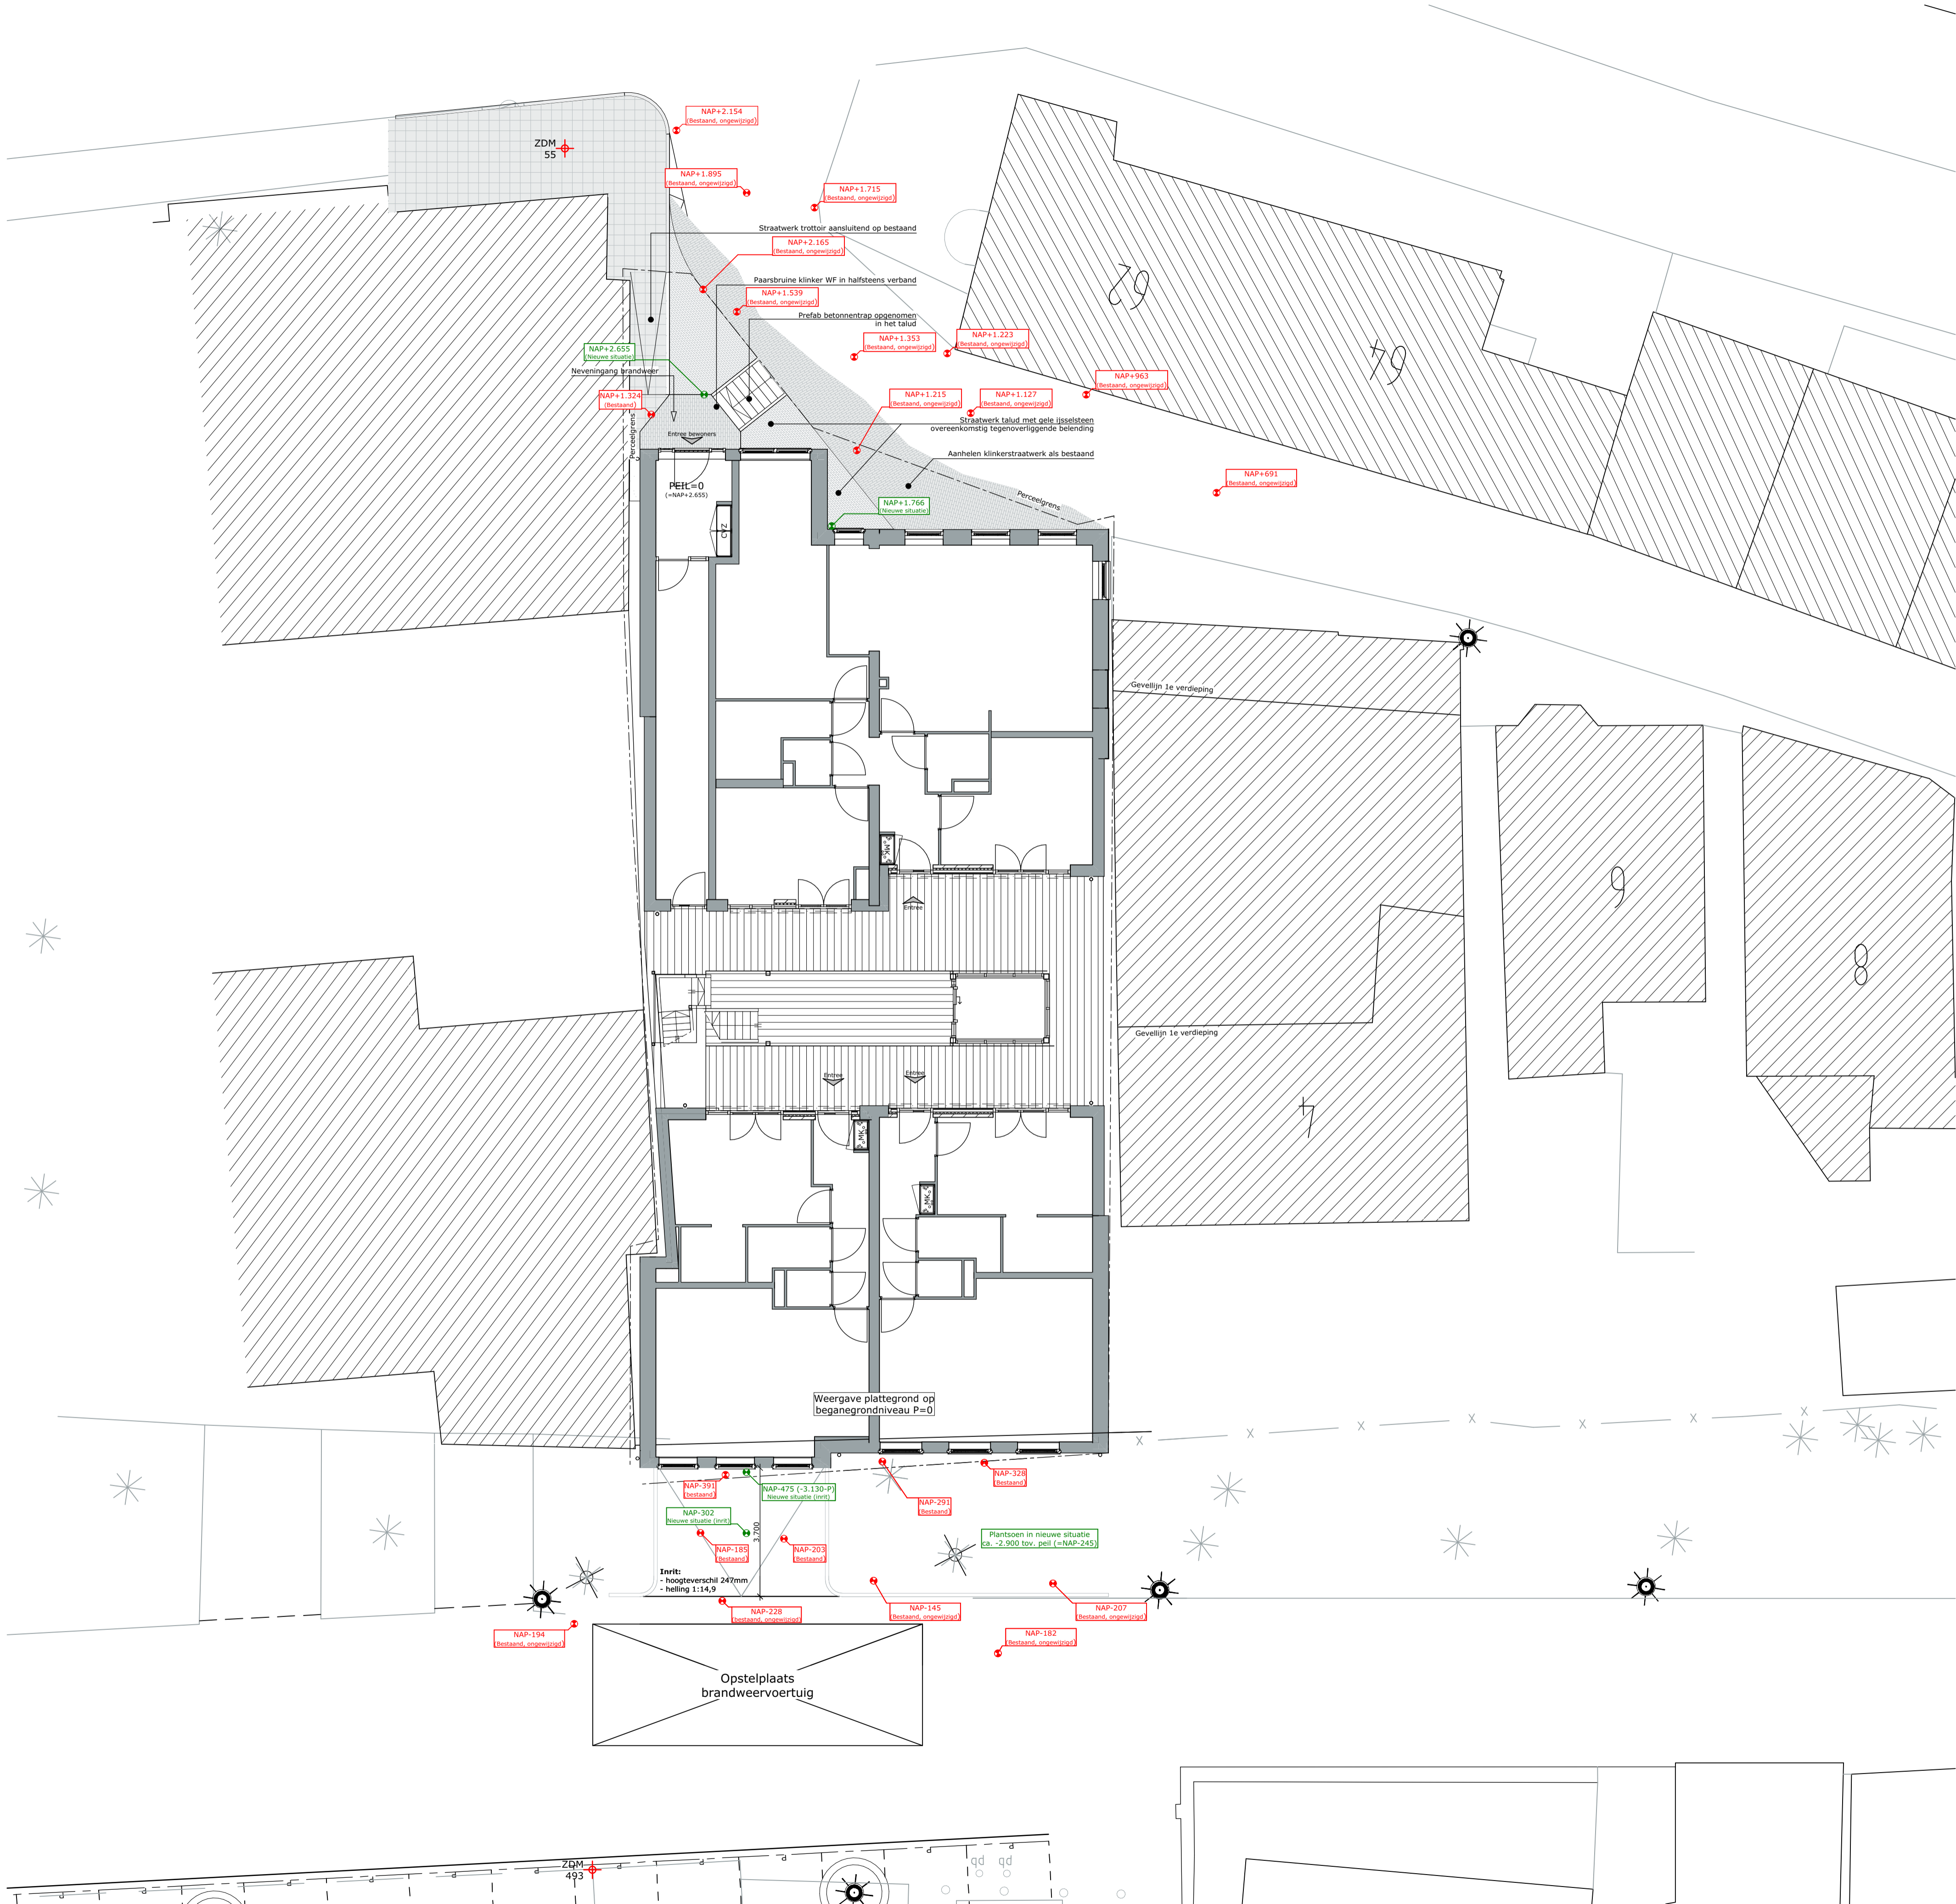 NAP+2.154
(Bestaand, ongewijzigd)
ZDM
55
NAP+1.895
(Bestaand, ongewijzigd)
NAP+1.715
(Bestaand, ongewijzigd)
Straatwerk trottoir aansluitend op bestaand
NAP+2.165
(Bestaand, ongewijzigd)
62
Paarsbruine klinker WF in halfsteens verband
NAP+1.539
(Bestaand, ongewijzigd)
Prefab betonnentrap opgenomen
in het talud
NAP+1.223
(Bestaand, ongewijzigd)
NAP+1.353
(Bestaand, ongewijzigd)
64
NAP+2.655
(Nieuwe situatie)
Neveningang brandweer
NAP+963
(Bestaand, ongewijzigd)
NAP+1.324
(Bestaand)
NAP+1.215
(Bestaand, ongewijzigd)
NAP+1.127
(Bestaand, ongewijzigd)
Straatwerk talud met gele ijsselsteen
overeenkomstig tegenoverliggende belending
Perceelgrens
Entree bewoners
Aanhelen klinkerstraatwerk als bestaand
NAP+691
(Bestaand, ongewijzigd)
PEIL=0
(=NAP+2.655)
Perceelgrens
NAP+1.766
(Nieuwe situatie)
CVZ
Gevellijn 1e verdieping
MK
6
Entree
8
Gevellijn 1e verdieping
Entree
Entree
4
MK
MK
Weergave plattegrond op
beganegrondniveau P=0
NAP-391
(bestaand)
NAP-475 (-3.130-P)
Nieuwe situatie (inrit)
NAP-328
(Bestaand)
NAP-291
(Bestaand)
NAP-302
Nieuwe situatie (inrit)
3.700
Plantsoen in nieuwe situatie
ca. -2.900 tov. peil (=NAP-245)
NAP-185
(Bestaand)
NAP-203
(Bestaand)
Inrit:
- hoogteverschil 247mm
- helling 1:14,9
NAP-228
(bestaand, ongewijzigd)
NAP-145
(Bestaand, ongewijzigd)
NAP-207
(Bestaand, ongewijzigd)
NAP-194
(Bestaand, ongewijzigd)
NAP-182
(Bestaand, ongewijzigd)
Opstelplaats
brandweervoertuig
ZDM
493